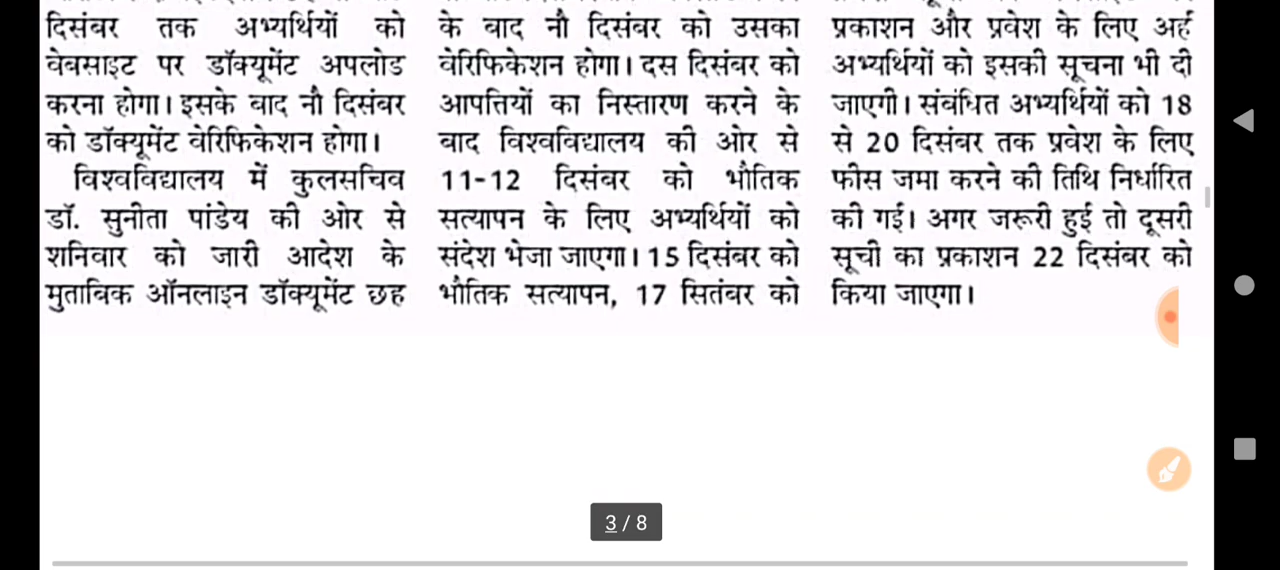 दिसंबर तक अभ्यर्थियों को
वेबसाइट पर डॉक्यूमेंट अपलोड
करना होगा। इसके बाद नौ दिसंबर
को डॉक्यूमेंट वेरिफिकेशन होगा।
विश्वविद्यालय में कुलसचिव
डॉ. सुनीता पांडेय की ओर से
शनिवार को जारी आदेश के
मुताबिक ऑनलाइन डॉक्यूमेंट छह
के बाद नौ दिसंबर को उसका
वेरिफिकेशन होगा। दस दिसंबर को
आपत्तियों का निस्तारण करने के
बाद विश्वविद्यालय की ओर से
11-12 दिसंबर को भौतिक
सत्यापन के लिए अभ्यर्थियों को
संदेश भेजा जाएगा। 15 दिसंबर को
भौतिक सत्यापन, 17 सितंबर को
प्रकाशन और प्रवेश के लिए अर्ह
अभ्यर्थियों को इसकी सूचना भी दी
जाएगी। संबंधित अभ्यर्थियों को 18
से 20 दिसंबर तक प्रवेश के लिए
फीस जमा करने की तिथि निर्धारित
की गई। अगर जरूरी हुई तो दूसरी
सूची का प्रकाशन 22 दिसंबर को
किया जाएगा।
3 / 8